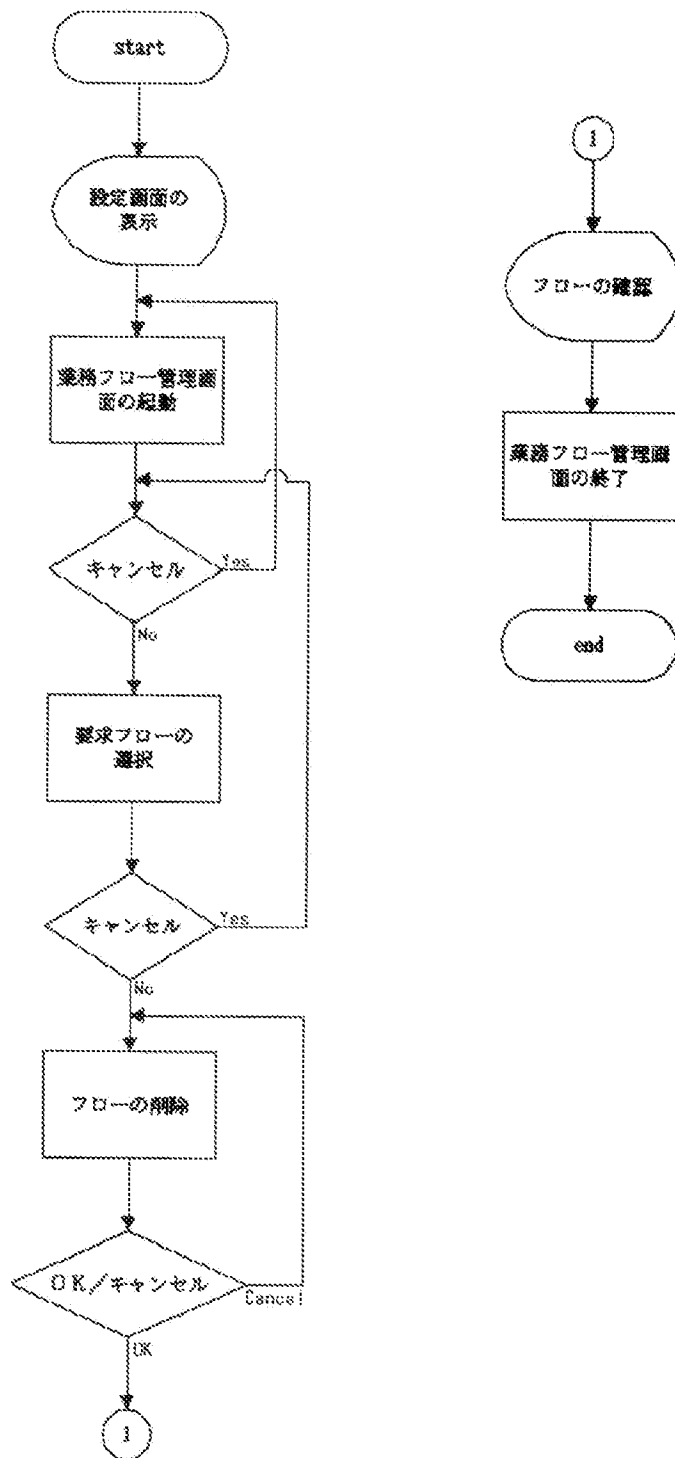 start
設定画面の
表示
業務フロー管理画
面の起動
キャンセル
Yes
No
要求フローの
選択
キャンセル
Yes
No
フローの削除
OK/キャンセル
Cancel
OK
1
1
フローの確認
業務フロー管理画
面の終了
end